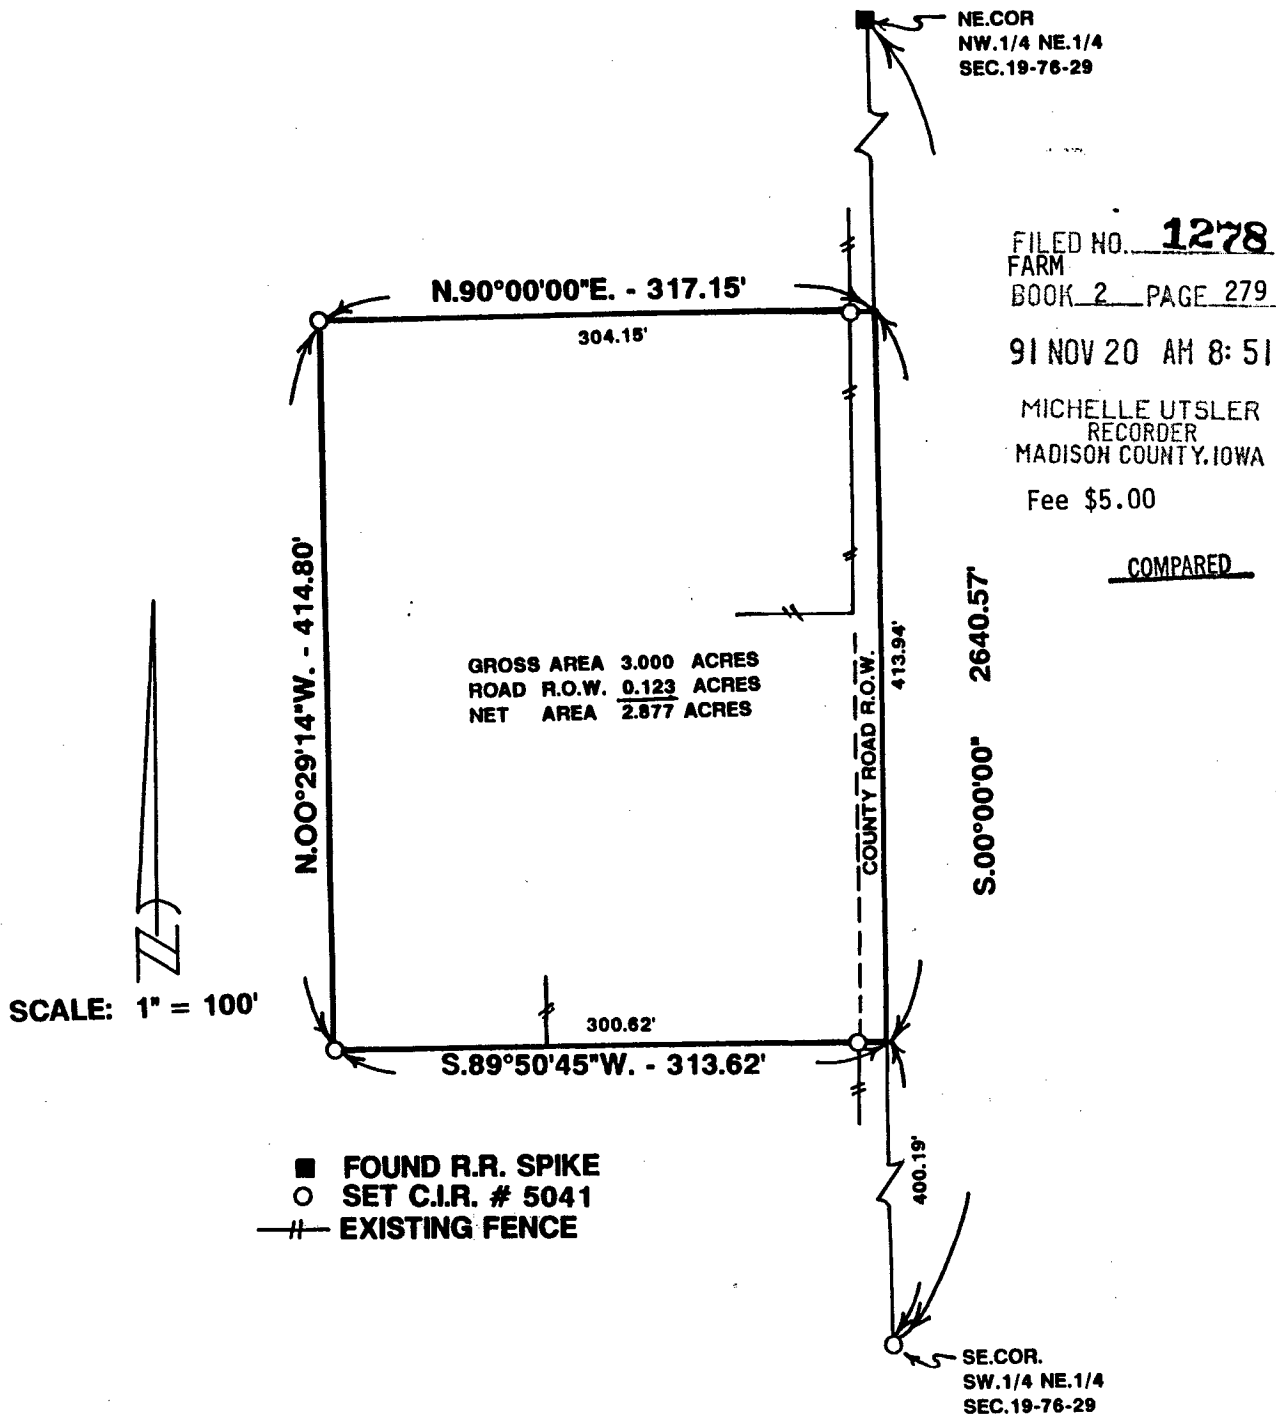 NE.COR
NW.1/4 NE.1/4
SEC.19-76-29
FILED NO. 1278
FARM
BOOK 2 PAGE 279
91 NOV 20 AM 8:51
MICHELLE UTSLER
RECORDER
MADISON COUNTY, IOWA
Fee $5.00
COMPARED
N.90°00'00"E. - 317.15'
304.15'
N.OO°29'14"W. - 414.80'
GROSS AREA 3.000 ACRES
ROAD R.O.W. 0.123 ACRES
NET AREA 2.877 ACRES
COUNTY ROAD R.O.W.
413.94'
S.00°00'00" 2640.57'
N
SCALE: 1" = 100'
300.62'
S.89°50'45"W. - 313.62'
400.19'
FOUND R.R. SPIKE
SET C.I.R. # 5041
EXISTING FENCE
SE.COR.
SW.1/4 NE.1/4
SEC.19-76-29